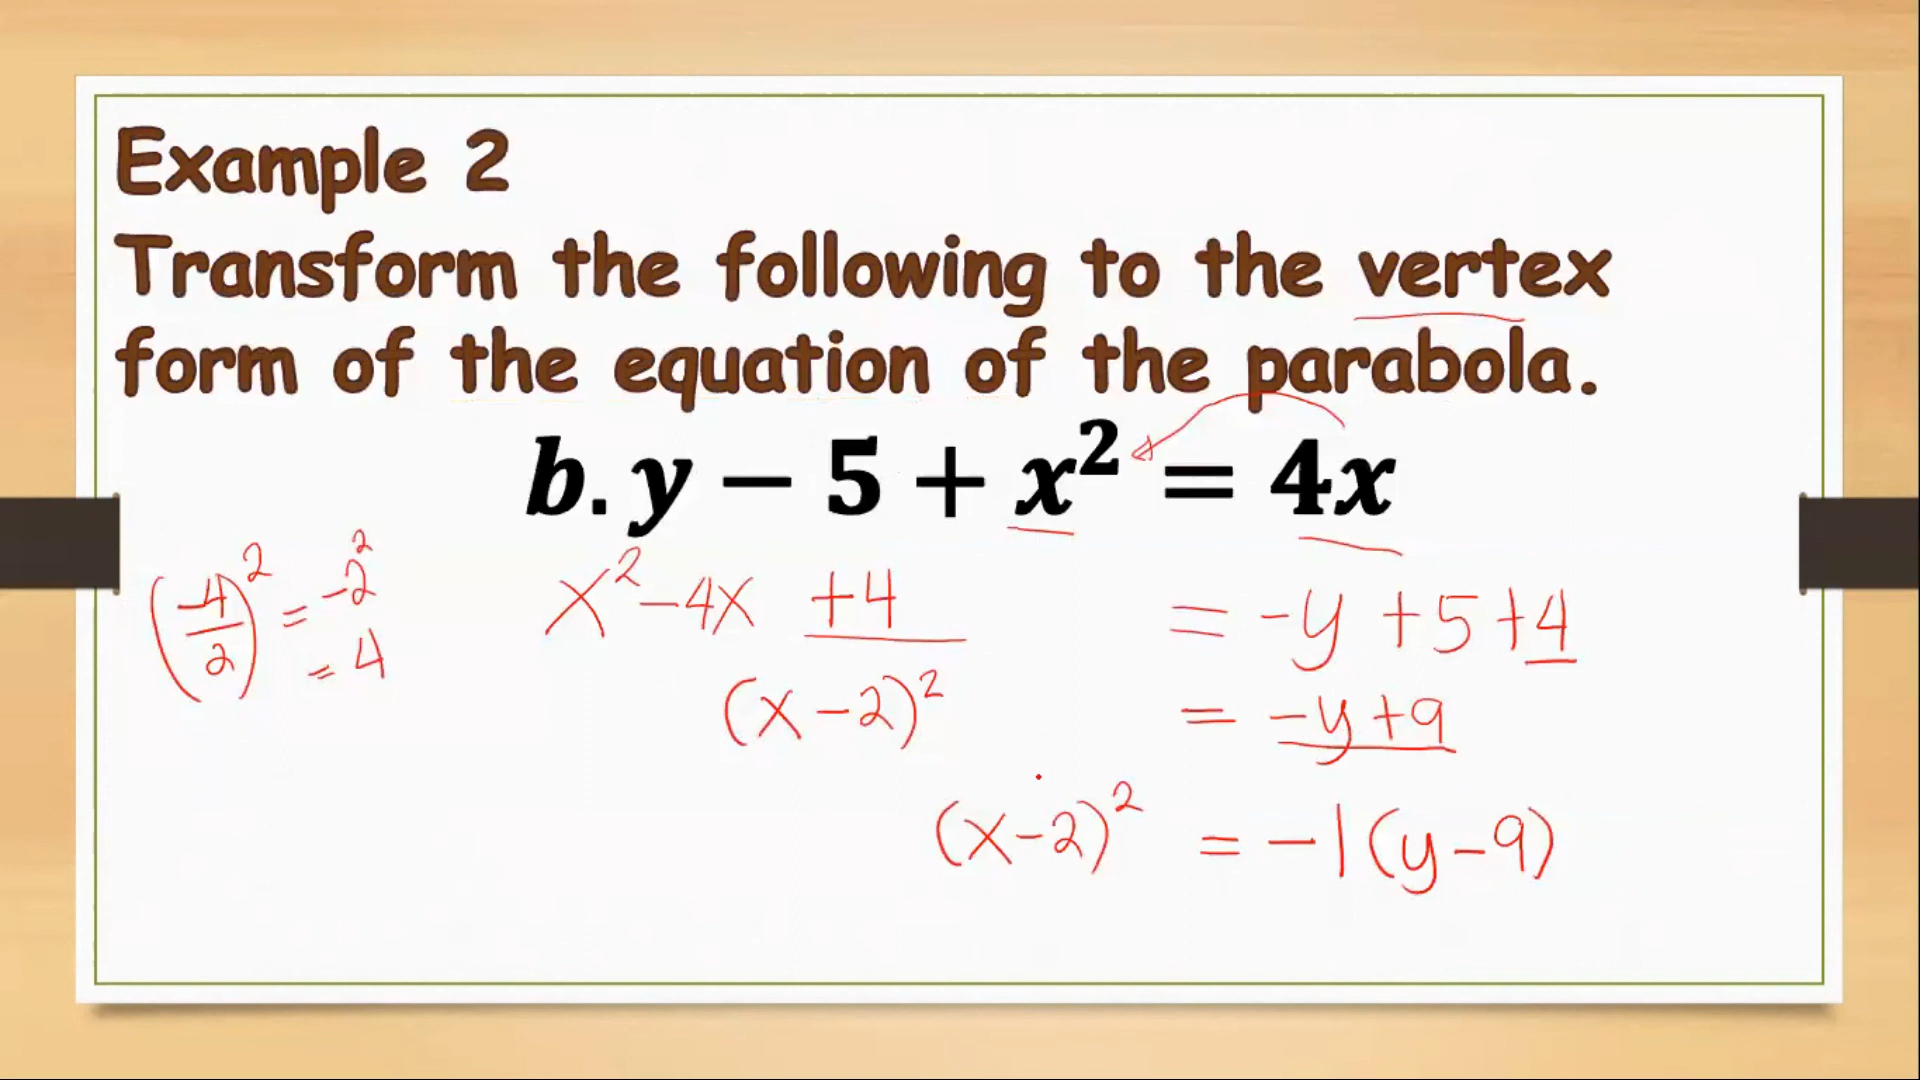 Example 2
Transform the following to the vertex
form of the equation of the parabola.
b. y − 5 + x² = 4x
(-4/2)² = -2²
= 4
x² - 4x +4 = -y +5 +4
(x-2)² = -y +9
(x-2)² = -1(y-9)